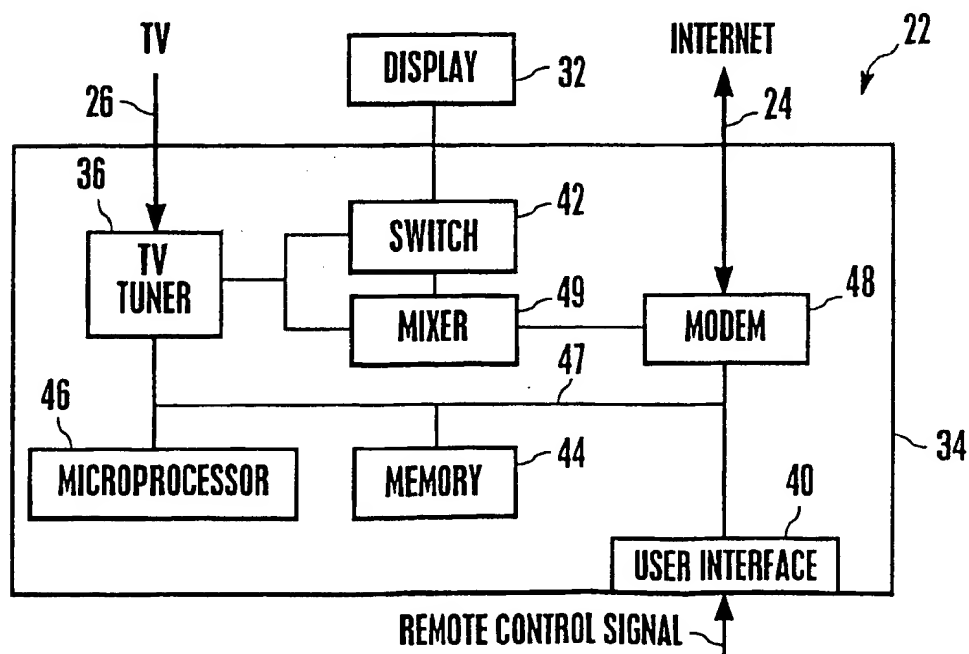 TV
DISPLAY
32
INTERNET
22
26
24
36
TV
TUNER
SWITCH
42
MIXER
49
MODEM
48
47
46
MICROPROCESSOR
MEMORY
44
34
40
USER INTERFACE
REMOTE CONTROL SIGNAL